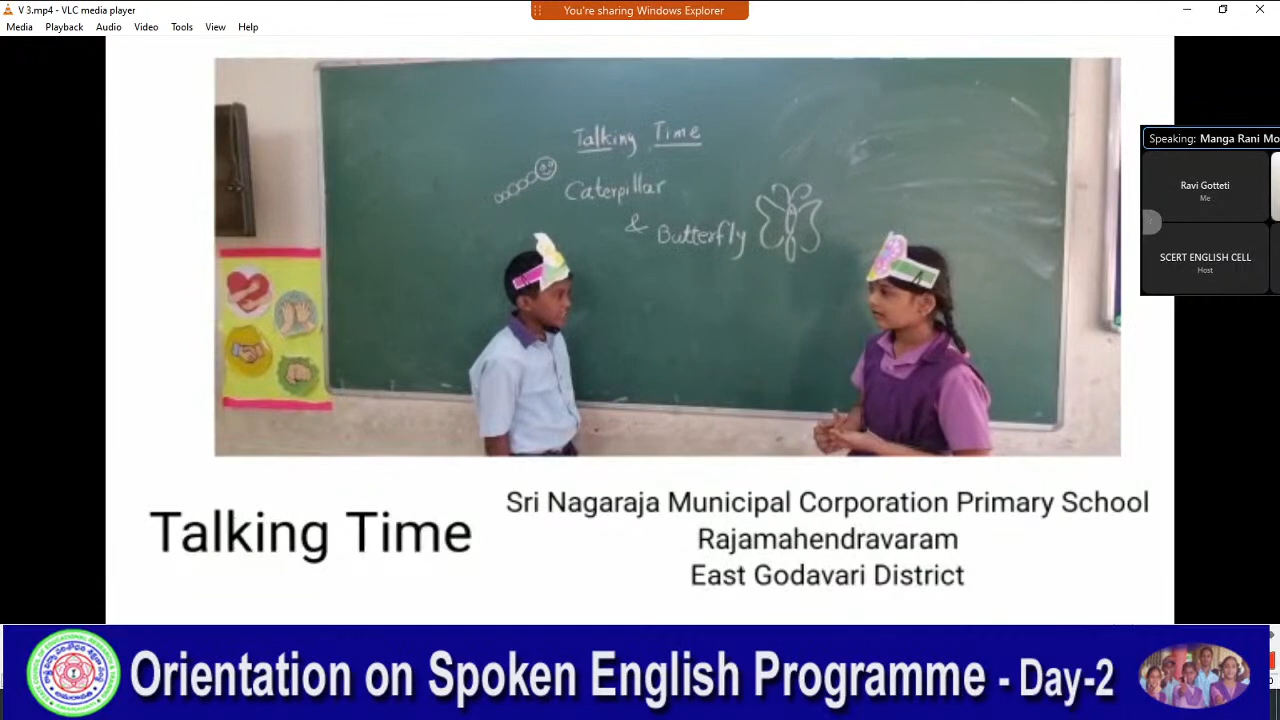 V 3.mp4 - VLC media player
You're sharing Windows Explorer
Media Playback Audio Video Tools View Help
Talking Time
Caterpillar
& Butterfly
Speaking: Manga Rani Mo
Ravi Gotteti
Me
SCERT ENGLISH CELL
Host
Talking Time
Sri Nagaraja Municipal Corporation Primary School
Rajamahendravaram
East Godavari District
Orientation on Spoken English Programme - Day-2